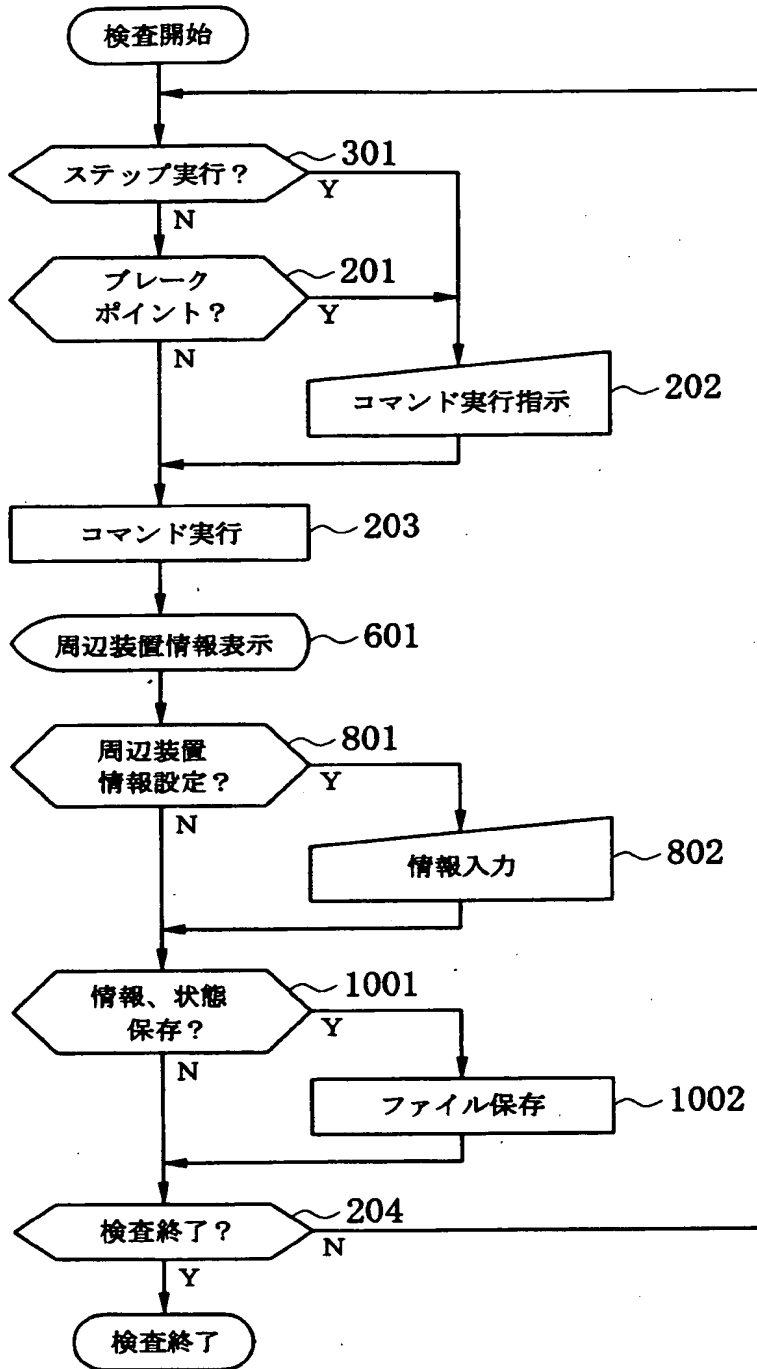 検査開始
ステップ実行?
301
Y
N
ブレーク
ポイント?
201
Y
N
コマンド実行指示
202
コマンド実行
203
周辺装置情報表示
601
周辺装置
情報設定?
801
Y
N
情報入力
802
情報、状態
保存?
1001
Y
N
ファイル保存
1002
検査終了?
204
N
Y
検査終了